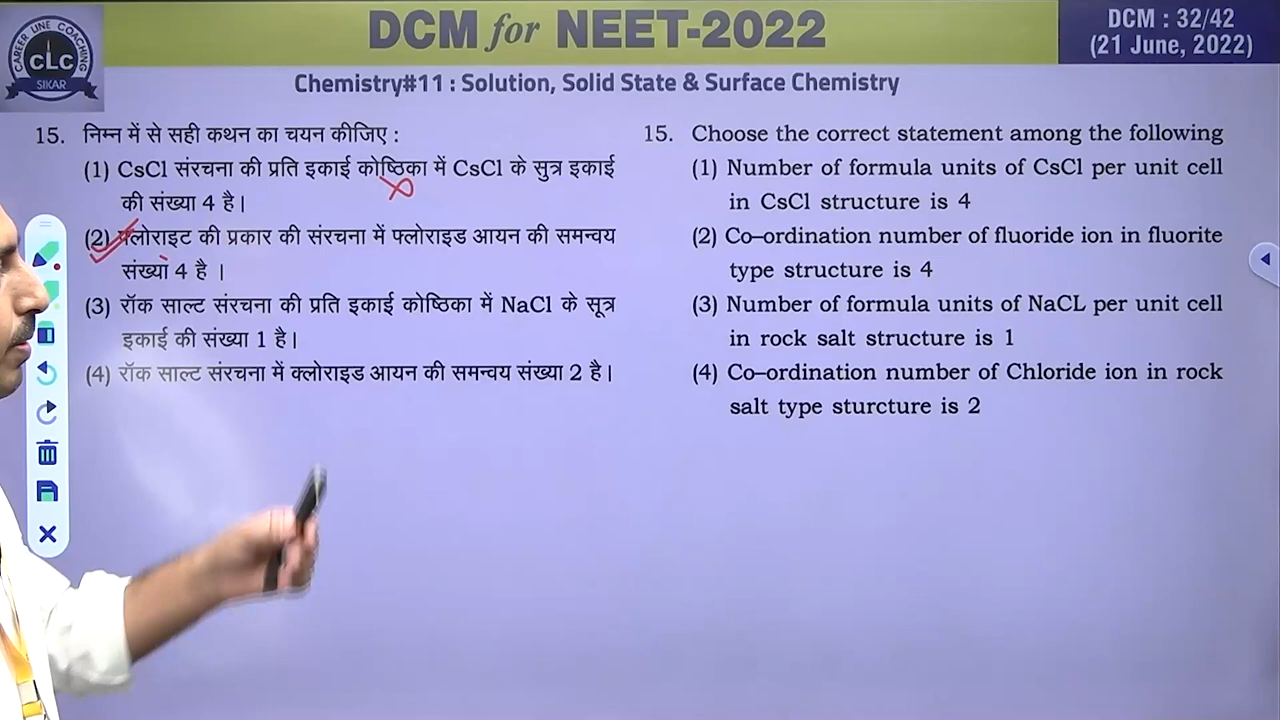 CAREER LINE COACHING
CLC
SIKAR
DCM for NEET-2022
DCM : 32/42
(21 June, 2022)
Chemistry#11 : Solution, Solid State & Surface Chemistry
15. निम्न में से सही कथन का चयन कीजिए :
(1) CsCl संरचना की प्रति इकाई कोष्ठिका में CsCl के सुत्र इकाई
की संख्या 4 है।
(2) फ्लोराइट की प्रकार की संरचना में फ्लोराइड आयन की समन्वय
संख्या 4 है ।
(3) रॉक साल्ट संरचना की प्रति इकाई कोष्ठिका में NaCl के सूत्र
इकाई की संख्या 1 है।
(4) रॉक साल्ट संरचना में क्लोराइड आयन की समन्वय संख्या 2 है।
15. Choose the correct statement among the following
(1) Number of formula units of CsCl per unit cell
in CsCl structure is 4
(2) Co–ordination number of fluoride ion in fluorite
type structure is 4
(3) Number of formula units of NaCL per unit cell
in rock salt structure is 1
(4) Co–ordination number of Chloride ion in rock
salt type sturcture is 2